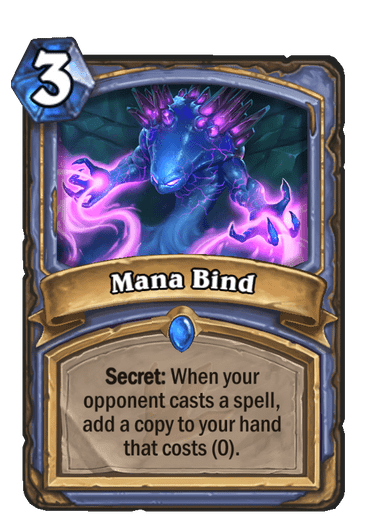 3
Mana Bind
Secret: When your
opponent casts a spell,
add a copy to your hand
that costs (0).